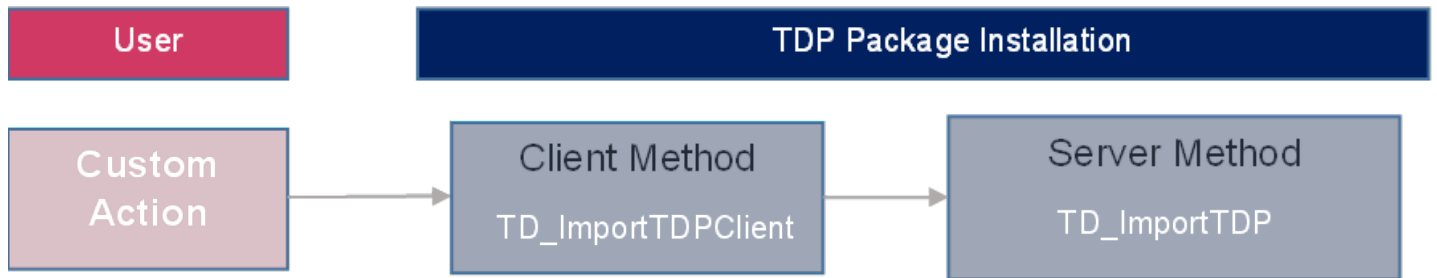 User
TDP Package Installation
Custom
Action
Client Method
TD_ImportTDPClient
Server Method
TD_ImportTDP